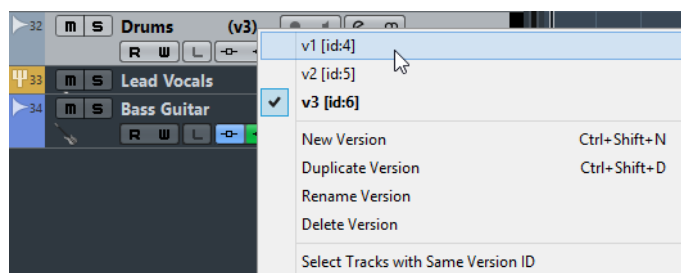 32 m S Drums (v3) e
R W L
33 m S Lead Vocals
34 m S Bass Guitar
R W L
v1 [id:4]
v2 [id:5]
v3 [id:6]
New Version Ctrl+Shift+N
Duplicate Version Ctrl+Shift+D
Rename Version
Delete Version
Select Tracks with Same Version ID